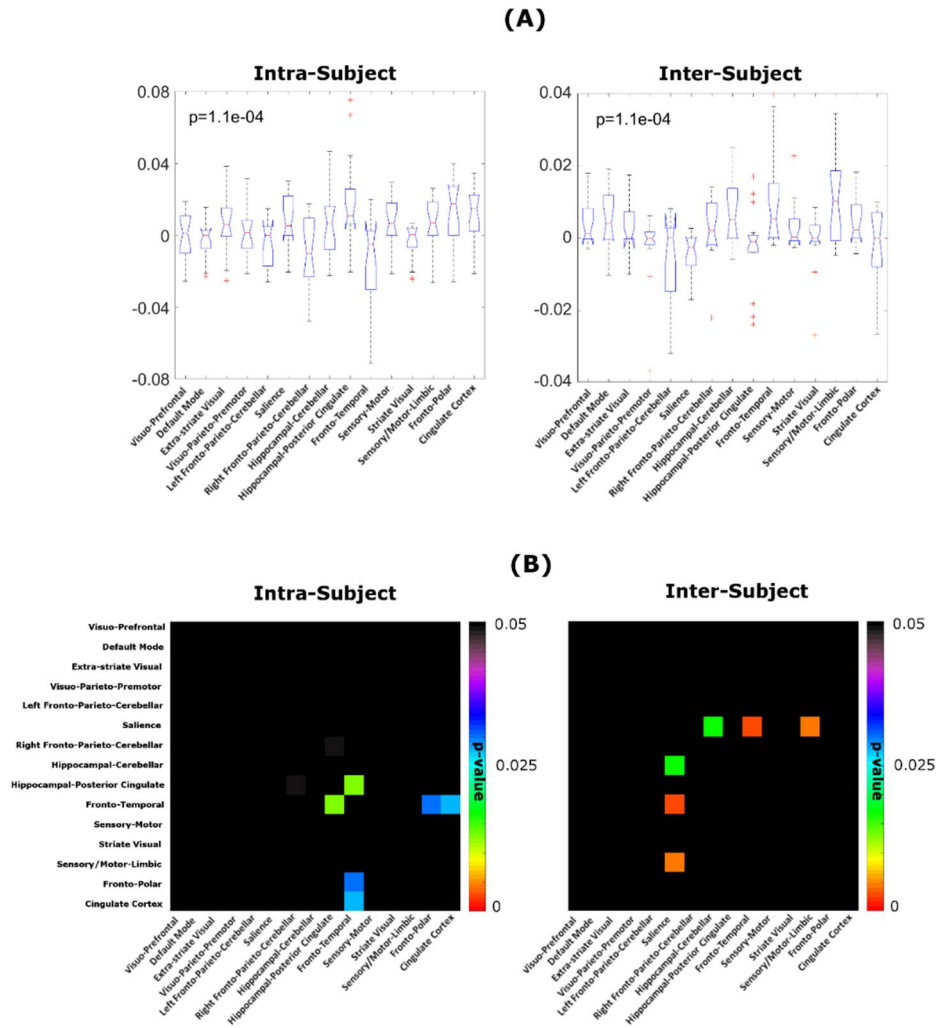 (A)
Intra-Subject
Inter-Subject
0.08
0.04
0
-0.04
-0.08
p=1.1e-04
Visuo-Prefrontal
Default Mode
Extra-striate Visual
Visuo-Parieto-Premotor
Left Fronto-Parieto-Cerebellar
Salience
Right Fronto-Parieto-Cerebellar
Hippocampal-Cerebellar
Hippocampal-Posterior Cingulate
Fronto-Temporal
Sensory-Motor
Striate Visual
Sensory/Motor-Limbic
Fronto-Polar
Cingulate Cortex
0.04
0.02
0
-0.02
-0.04
p=1.1e-04
Visuo-Prefrontal
Default Mode
Extra-striate Visual
Visuo-Parieto-Premotor
Left Fronto-Parieto-Cerebellar
Salience
Right Fronto-Parieto-Cerebellar
Hippocampal-Cerebellar
Hippocampal-Posterior Cingulate
Fronto-Temporal
Sensory-Motor
Striate Visual
Sensory/Motor-Limbic
Fronto-Polar
Cingulate Cortex
(B)
Intra-Subject
Inter-Subject
Visuo-Prefrontal
Default Mode
Extra-striate Visual
Visuo-Parieto-Premotor
Left Fronto-Parieto-Cerebellar
Salience
Right Fronto-Parieto-Cerebellar
Hippocampal-Cerebellar
Hippocampal-Posterior Cingulate
Fronto-Temporal
Sensory-Motor
Striate Visual
Sensory/Motor-Limbic
Fronto-Polar
Cingulate Cortex
0.05
0.025
0
p-value
Visuo-Prefrontal
Default Mode
Extra-striate Visual
Visuo-Parieto-Premotor
Left Fronto-Parieto-Cerebellar
Salience
Right Fronto-Parieto-Cerebellar
Hippocampal-Cerebellar
Hippocampal-Posterior Cingulate
Fronto-Temporal
Sensory-Motor
Striate Visual
Sensory/Motor-Limbic
Fronto-Polar
Cingulate Cortex
0.05
0.025
0
p-value
Visuo-Prefrontal
Default Mode
Extra-striate Visual
Visuo-Parieto-Premotor
Left Fronto-Parieto-Cerebellar
Salience
Right Fronto-Parieto-Cerebellar
Hippocampal-Cerebellar
Hippocampal-Posterior Cingulate
Fronto-Temporal
Sensory-Motor
Striate Visual
Sensory/Motor-Limbic
Fronto-Polar
Cingulate Cortex